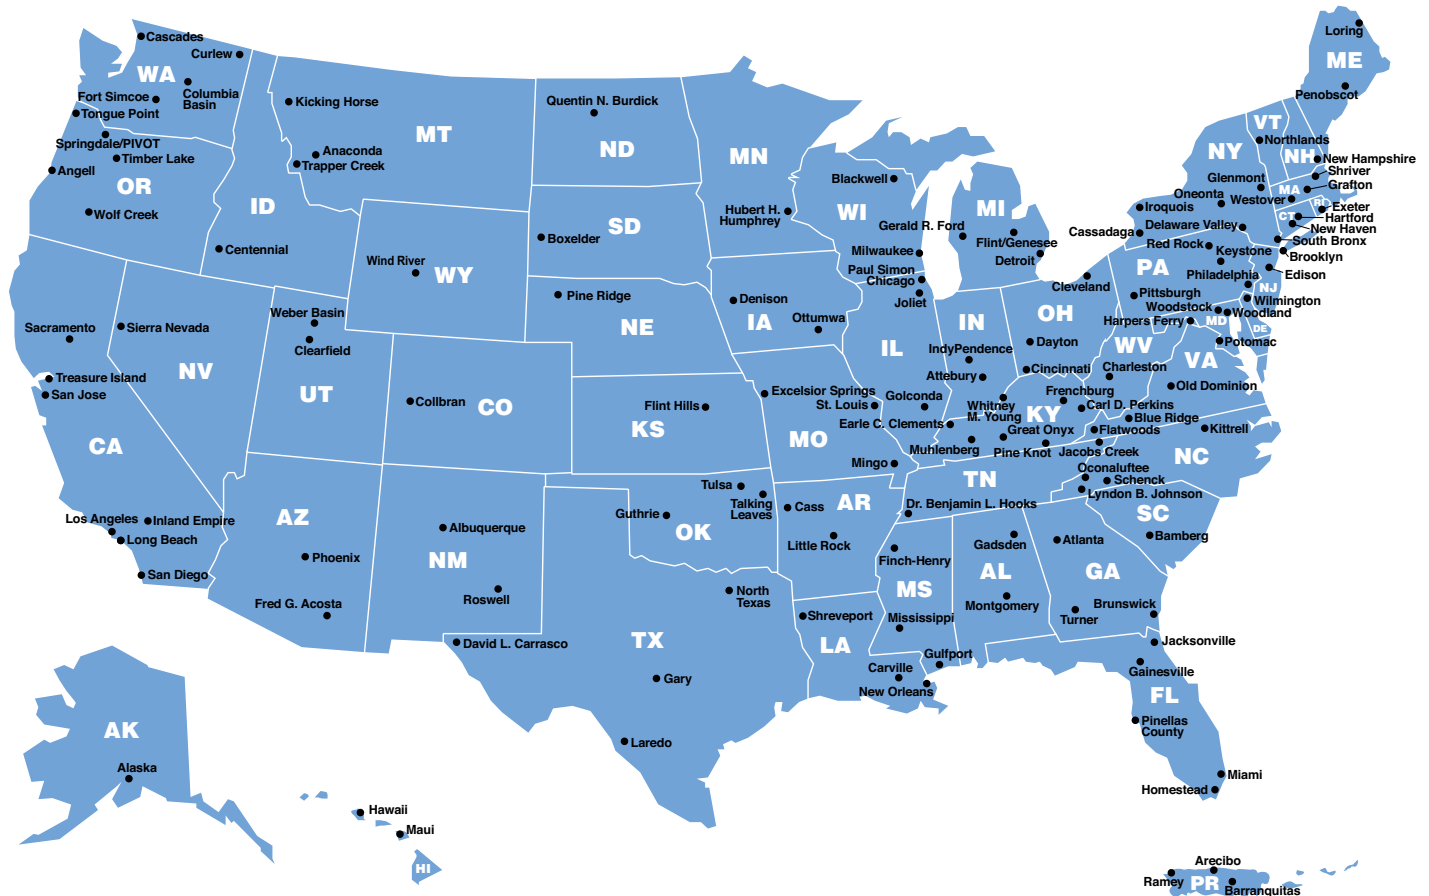 Cascades
Curlew
WA
Columbia
Basin
Fort Simcoe
Tongue Point
Springdale/PIVOT
Timber Lake
Angell
OR
Wolf Creek
Kicking Horse
MT
Anaconda
Trapper Creek
ID
Centennial
Quentin N. Burdick
ND
MN
SD
Boxelder
Hubert H.
Humphrey
Wind River
WY
Pine Ridge
NE
Denison
IA
Ottumwa
Blackwell
WI
Milwaukee
Paul Simon
Chicago
Joliet
IL
Gerald R. Ford
MI
Flint/Genesee
Detroit
Loring
ME
Penobscot
VT
Northlands
NH
New Hampshire
Shriver
Grafton
NY
Glenmont
MA
Oneonta
Westover
RI
Exeter
Iroquois
CT
Hartford
New Haven
Cassadaga
Delaware Valley
South Bronx
Red Rock
Keystone
Brooklyn
PA
Philadelphia
Edison
NJ
Pittsburgh
Wilmington
Woodstock
Woodland
Harpers Ferry
MD
DE
Potomac
Cleveland
OH
Dayton
Cincinnati
IN
IndyPendence
Attebury
WV
Charleston
VA
Old Dominion
Sacramento
Sierra Nevada
Treasure Island
San Jose
NV
CA
Weber Basin
Clearfield
UT
Collbran
CO
Flint Hills
KS
Excelsior Springs
St. Louis
MO
Mingo
Golconda
Earle C. Clements
Whitney
M. Young
KY
Frenchburg
Carl D. Perkins
Great Onyx
Muhlenberg
Pine Knot
Blue Ridge
Flatwoods
Jacobs Creek
Kittrell
NC
Oconaluftee
Schenck
Lyndon B. Johnson
TN
Dr. Benjamin L. Hooks
SC
Bamberg
Los Angeles
Inland Empire
Long Beach
San Diego
AZ
Phoenix
Fred G. Acosta
Albuquerque
NM
Roswell
Tulsa
Talking
Leaves
Guthrie
OK
Cass
AR
Little Rock
North
Texas
TX
David L. Carrasco
Gary
Laredo
Shreveport
LA
Carville
New Orleans
Finch-Henry
MS
Mississippi
Gulfport
Gadsden
AL
Montgomery
Atlanta
GA
Turner
Brunswick
Jacksonville
Gainesville
FL
Pinellas
County
Miami
Homestead
AK
Alaska
Hawaii
Maui
HI
Arecibo
Ramey
PR
Barranquitas